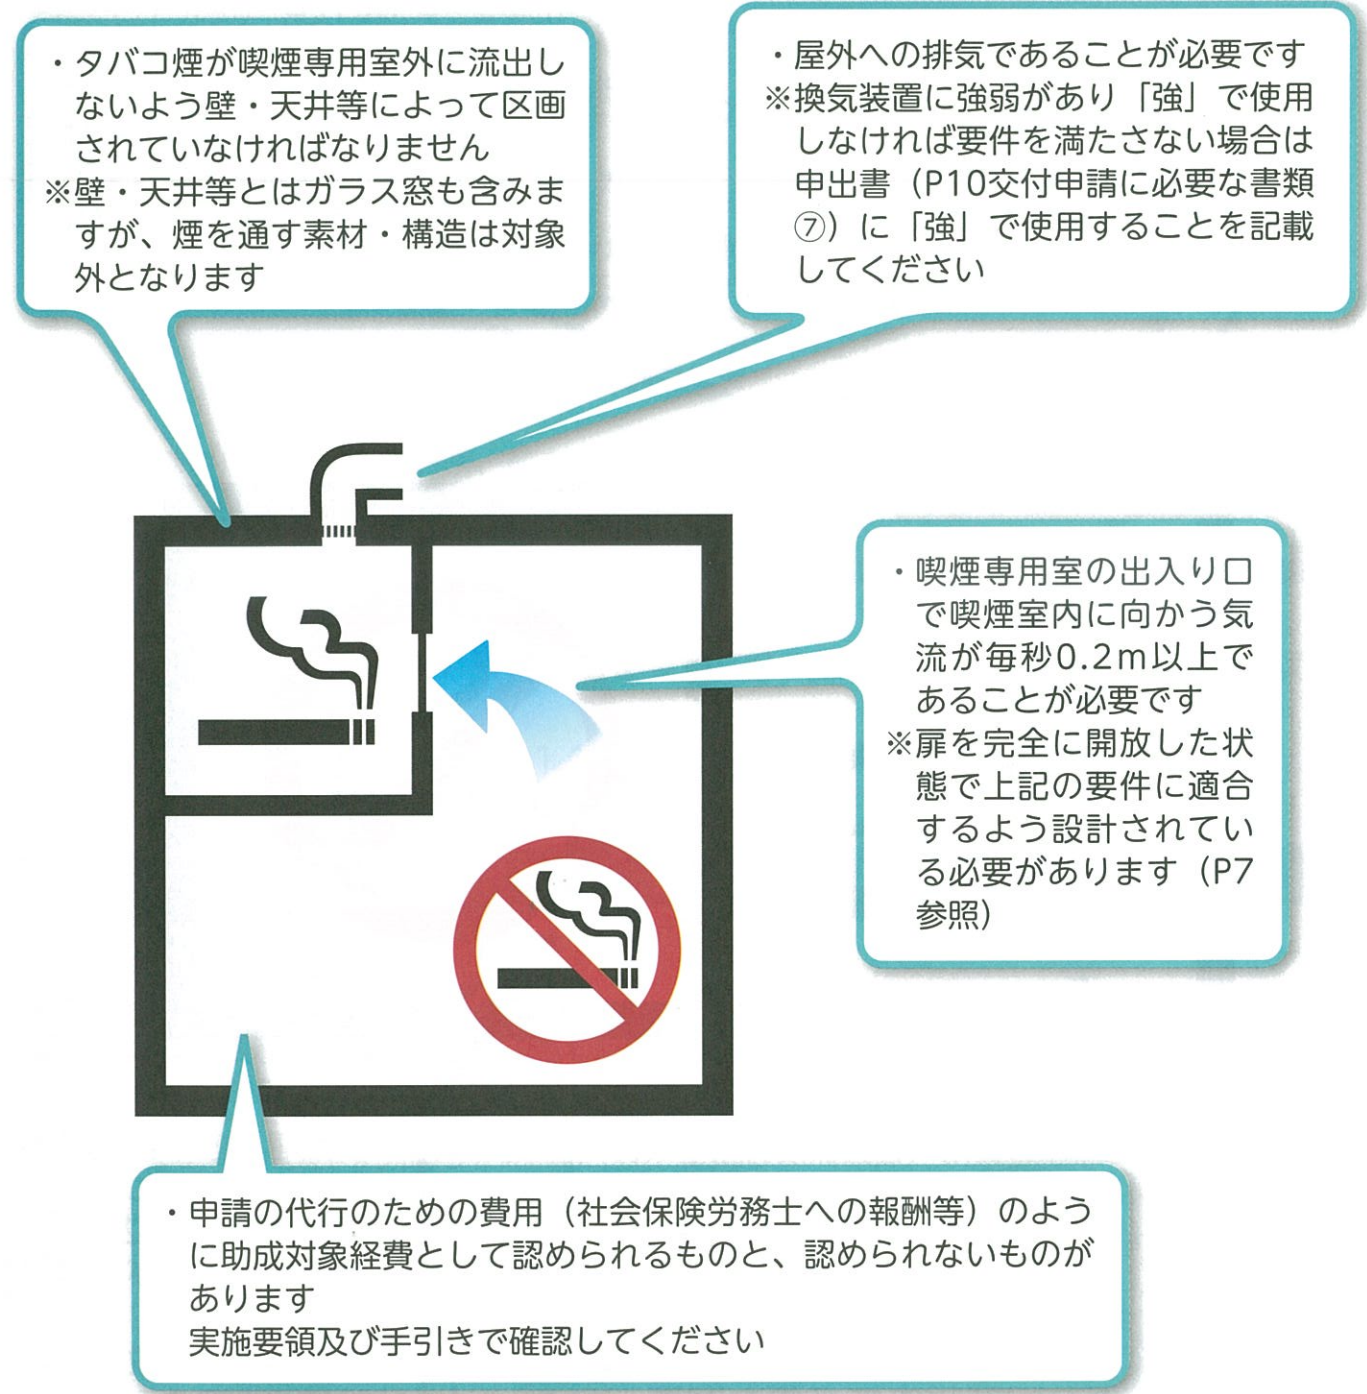 ・タバコ煙が喫煙専用室外に流出し
ないよう壁・天井等によって区画
されていなければなりません
※壁・天井等とはガラス窓も含みま
すが、煙を通す素材・構造は対象
外となります
・屋外への排気であることが必要です
※換気装置に強弱があり「強」で使用
しなければ要件を満たさない場合は
申出書（P10交付申請に必要な書類
⑦）に「強」で使用することを記載
してください
・喫煙専用室の出入り口
で喫煙室内に向かう気
流が毎秒0.2m以上で
あることが必要です
※扉を完全に開放した状
態で上記の要件に適合
するよう設計されてい
る必要があります（P7
参照）
・申請の代行のための費用（社会保険労務士への報酬等）のよう
に助成対象経費として認められるものと、認められないものが
あります
実施要領及び手引きで確認してください